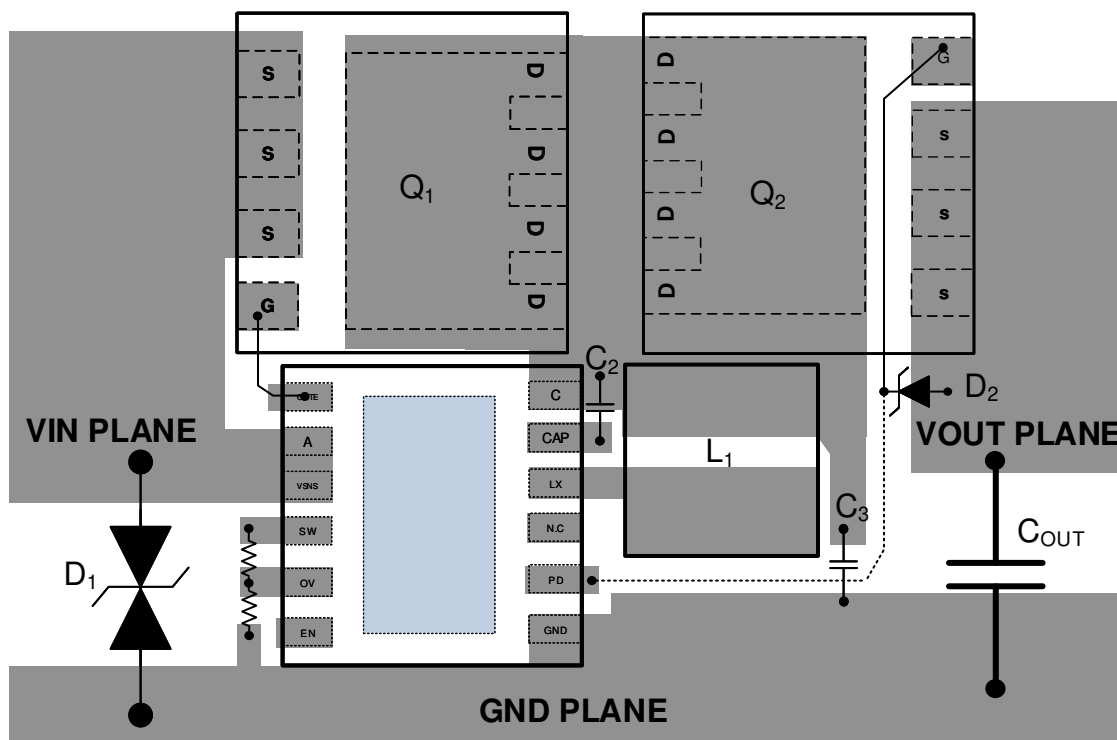 S
D
D
G
S
D
D
s
Q1
Q2
S
D
D
s
G
D
D
s
C2
C
D2
A
CAP
VIN PLANE
VOUT PLANE
L1
VSNS
LX
C3
SW
N.C
COUT
D1
OV
PD
EN
GND
GND PLANE